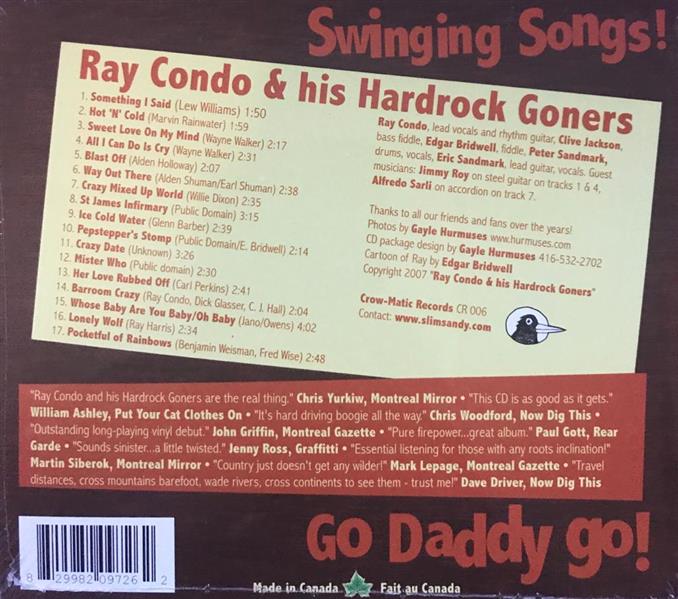 Swinging Songs!
Ray Condo & his Hardrock Goners
1. Something I Said (Lew Williams) 1:50
2. Hot 'N' Cold (Marvin Rainwater) 1:59
3. Sweet Love On My Mind (Wayne Walker) 2:17
4. All I Can Do Is Cry (Wayne Walker) 2:31
5. Blast Off (Alden Holloway) 2:07
6. Way Out There (Alden Shuman/Earl Shuman) 2:38
7. Crazy Mixed Up World (Willie Dixon) 2:35
8. St James Infirmary (Public Domain) 3:15
9. Ice Cold Water (Glenn Barber) 2:39
10. Pepstepper's Stomp (Public Domain/E. Bridwell) 2:14
11. Crazy Date (Unknown) 3:26
12. Mister Who (Public domain) 2:30
13. Her Love Rubbed Off (Carl Perkins) 2:41
14. Barroom Crazy (Ray Condo, Dick Glasser, C. J. Hall) 2:04
15. Whose Baby Are You Baby/Oh Baby (Jano/Owens) 4:02
16. Lonely Wolf (Ray Harris) 2:34
17. Pocketful of Rainbows (Benjamin Weisman, Fred Wise) 2:48
Ray Condo, lead vocals and rhythm guitar, Clive Jackson,
bass fiddle, Edgar Bridwell, fiddle, Peter Sandmark,
drums, vocals, Eric Sandmark, lead guitar, vocals. Guest
musicians: Jimmy Roy on steel guitar on tracks 1 & 4,
Alfredo Sarli on accordion on track 7.
Thanks to all our friends and fans over the years!
Photos by Gayle Hurmuses www.hurmuses.com
CD package design by Gayle Hurmuses 416-532-2702
Cartoon of Ray by Edgar Bridwell
Copyright 2007 "Ray Condo & his Hardrock Goners"
Crow-Matic Records CR 006
Contact: www.slimsandy.com
"Ray Condo and his Hardrock Goners are the real thing." Chris Yurkiw, Montreal Mirror • "This CD is as good as it gets."
William Ashley, Put Your Cat Clothes On • "It's hard driving boogie all the way." Chris Woodford, Now Dig This •
"Outstanding long-playing vinyl debut." John Griffin, Montreal Gazette • "Pure firepower...great album." Paul Gott, Rear
Garde • "Sounds sinister...a little twisted." Jenny Ross, Graffitti • "Essential listening for those with any roots inclination!"
Martin Siberok, Montreal Mirror • "Country just doesn't get any wilder!" Mark Lepage, Montreal Gazette • "Travel
distances, cross mountains barefoot, wade rivers, cross continents to see them - trust me!" Dave Driver, Now Dig This
Go Daddy go!
8 29982 09726 2
Made in Canada Fait au Canada